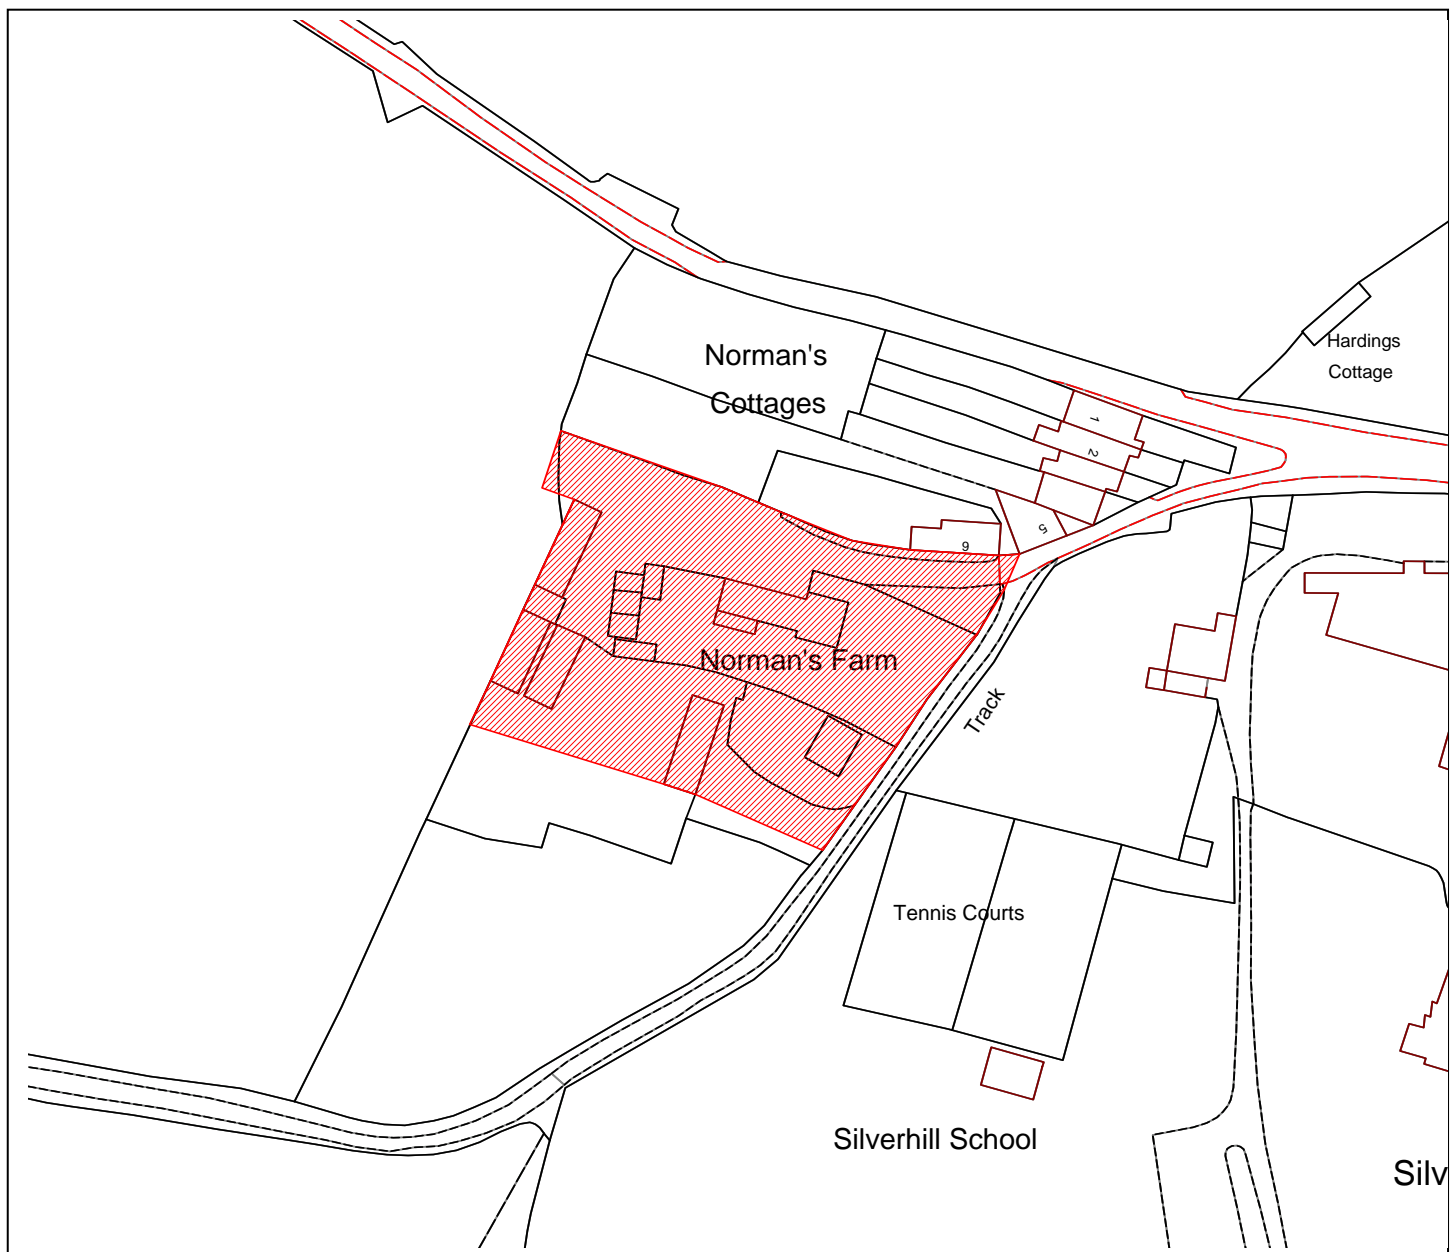 Norman's
Cottages
Hardings
Cottage
1
2
5
6
Norman's Farm
Track
Tennis Courts
Silverhill School
Silv